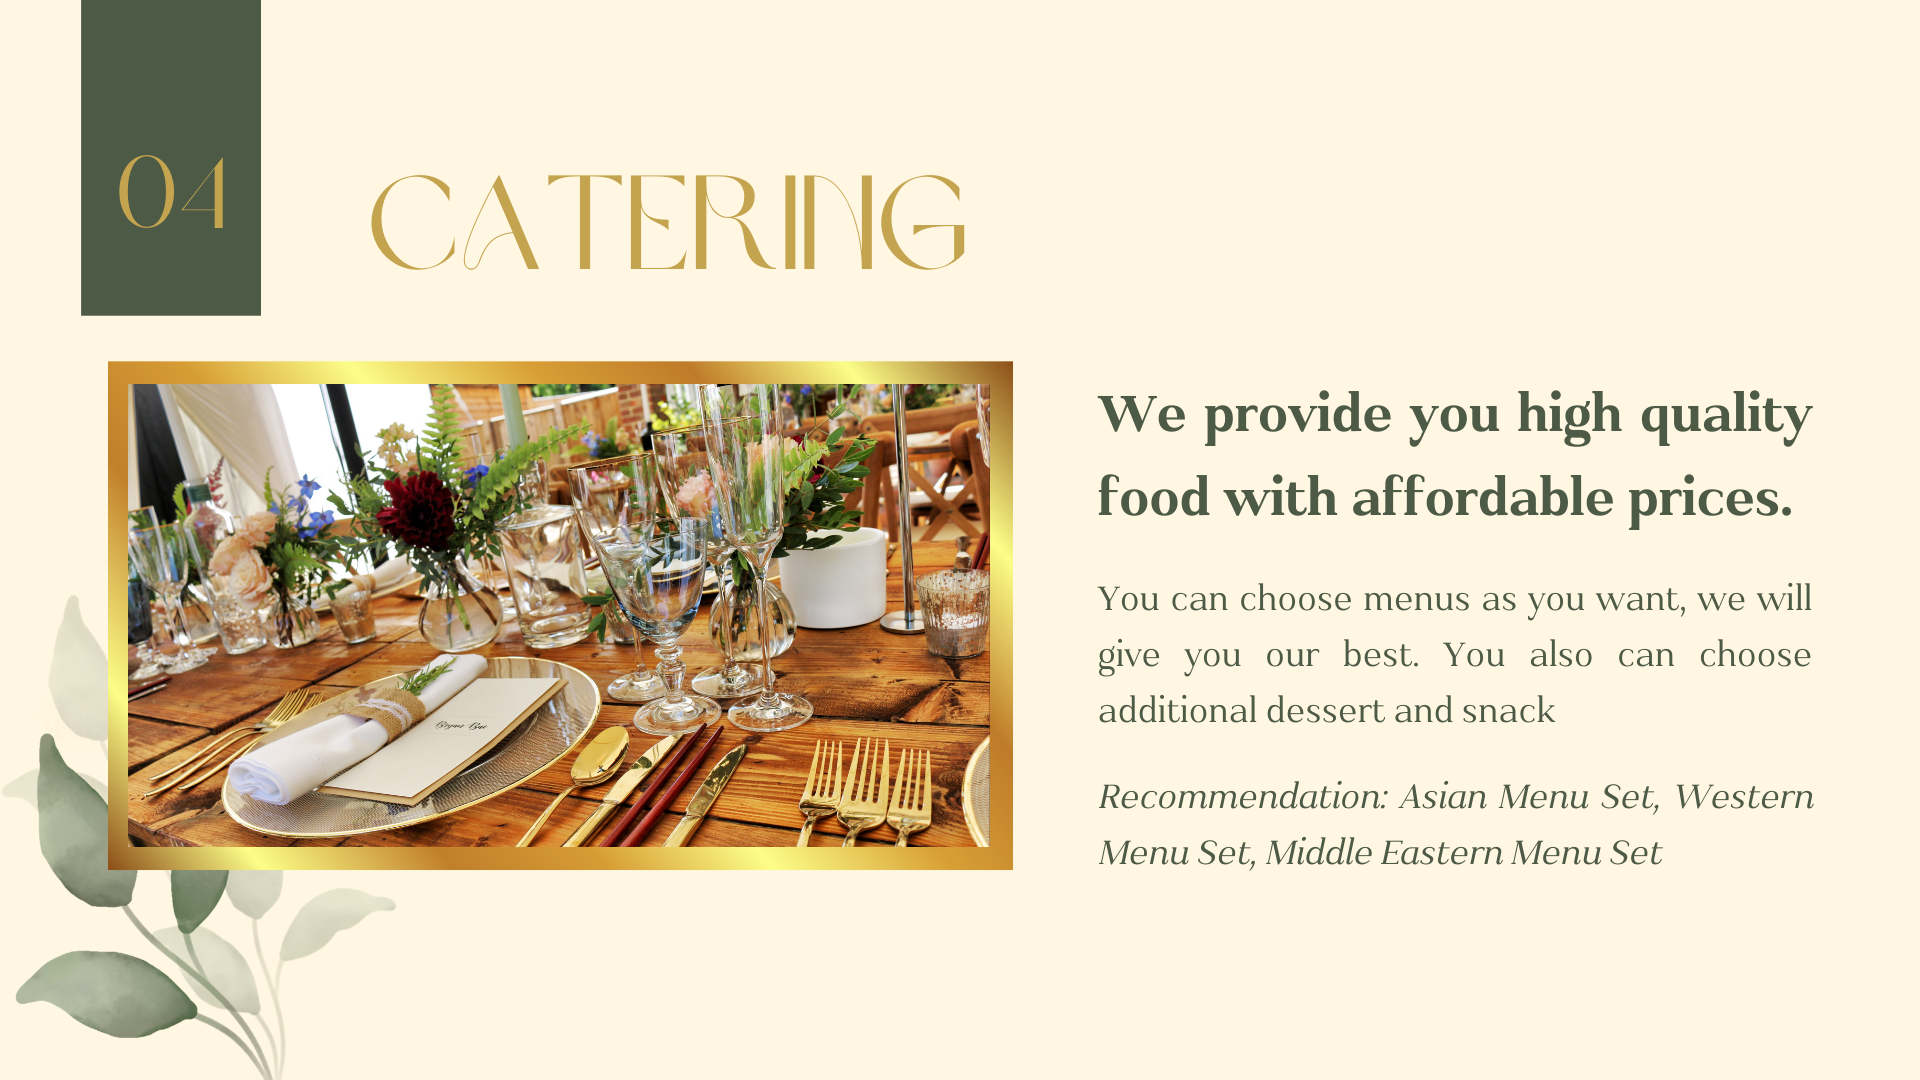 04
CATERING
We provide you high quality
food with affordable prices.
You can choose menus as you want, we will
give you our best. You also can choose
additional dessert and snack
Recommendation: Asian Menu Set, Western
Menu Set, Middle Eastern Menu Set